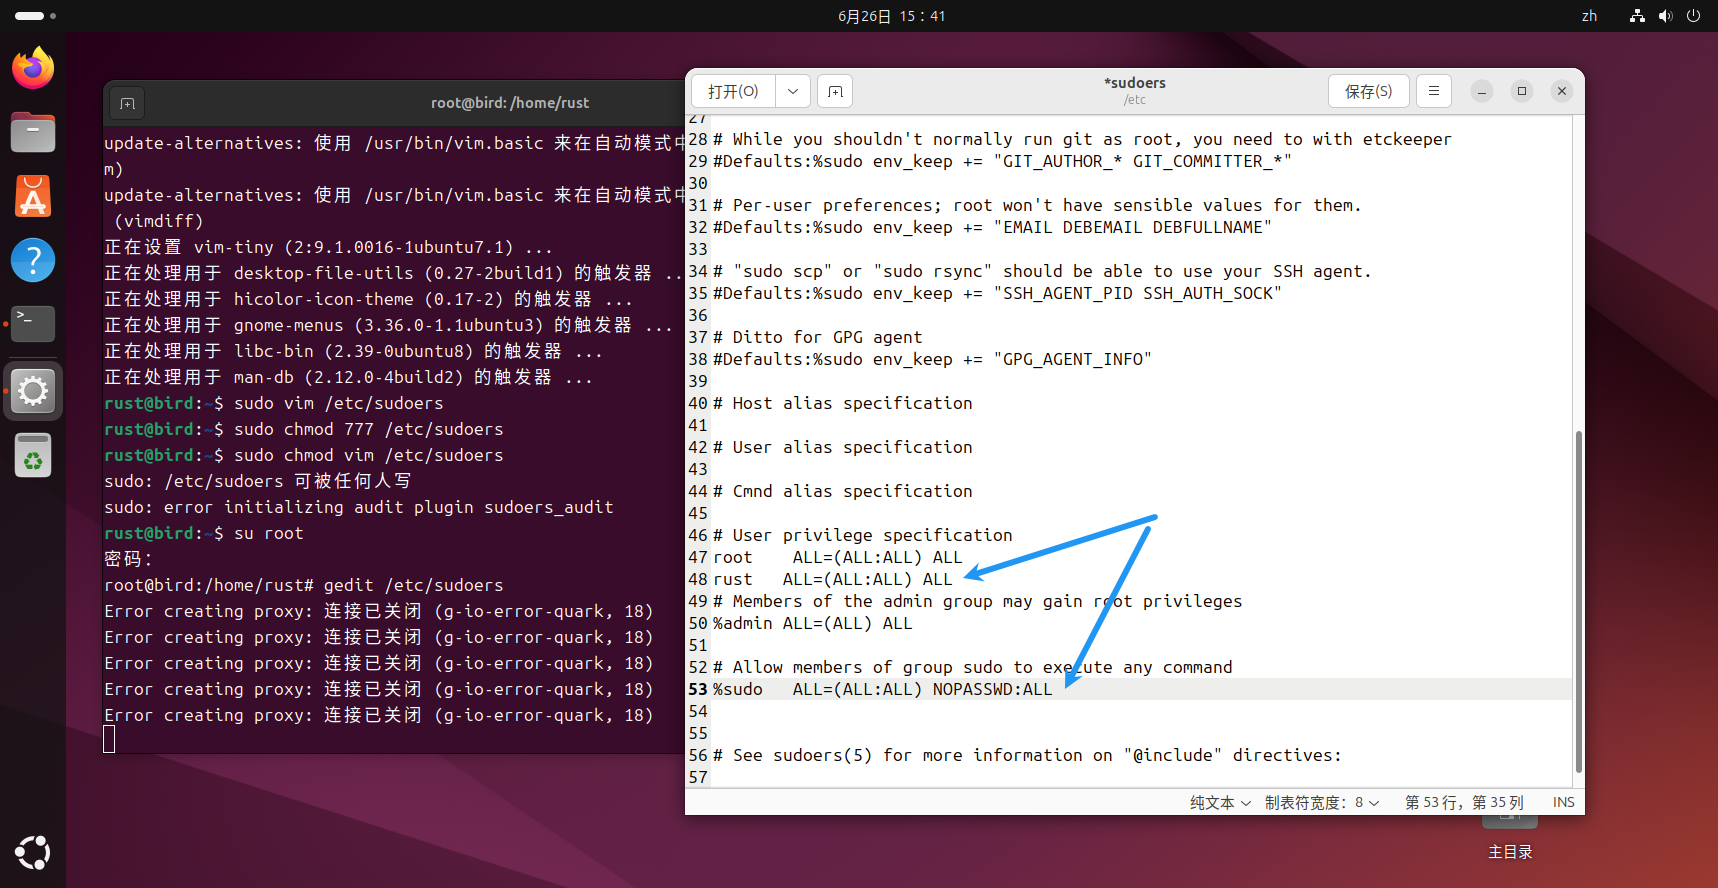 6月26日 15：41
zh
root@bird: /home/rust
update-alternatives: 使用 /usr/bin/vim.basic 来在自动模式中
m)
update-alternatives: 使用 /usr/bin/vim.basic 来在自动模式中
(vimdiff)
正在设置 vim-tiny (2:9.1.0016-1ubuntu7.1) ...
正在处理用于 desktop-file-utils (0.27-2build1) 的触发器 ..
正在处理用于 hicolor-icon-theme (0.17-2) 的触发器 ...
正在处理用于 gnome-menus (3.36.0-1.1ubuntu3) 的触发器 ...
正在处理用于 libc-bin (2.39-0ubuntu8) 的触发器 ...
正在处理用于 man-db (2.12.0-4build2) 的触发器 ...
rust@bird:~$ sudo vim /etc/sudoers
rust@bird:~$ sudo chmod 777 /etc/sudoers
rust@bird:~$ sudo chmod vim /etc/sudoers
sudo: /etc/sudoers 可被任何人写
sudo: error initializing audit plugin sudoers_audit
rust@bird:~$ su root
密码：
root@bird:/home/rust# gedit /etc/sudoers
Error creating proxy: 连接已关闭 (g-io-error-quark, 18)
Error creating proxy: 连接已关闭 (g-io-error-quark, 18)
Error creating proxy: 连接已关闭 (g-io-error-quark, 18)
Error creating proxy: 连接已关闭 (g-io-error-quark, 18)
Error creating proxy: 连接已关闭 (g-io-error-quark, 18)
打开(O)
*sudoers
/etc
保存(S)
27
28 # While you shouldn't normally run git as root, you need to with etckeeper
29 #Defaults:%sudo env_keep += "GIT_AUTHOR_* GIT_COMMITTER_*"
30
31 # Per-user preferences; root won't have sensible values for them.
32 #Defaults:%sudo env_keep += "EMAIL DEBEMAIL DEBFULLNAME"
33
34 # "sudo scp" or "sudo rsync" should be able to use your SSH agent.
35 #Defaults:%sudo env_keep += "SSH_AGENT_PID SSH_AUTH_SOCK"
36
37 # Ditto for GPG agent
38 #Defaults:%sudo env_keep += "GPG_AGENT_INFO"
39
40 # Host alias specification
41
42 # User alias specification
43
44 # Cmnd alias specification
45
46 # User privilege specification
47 root ALL=(ALL:ALL) ALL
48 rust ALL=(ALL:ALL) ALL
49 # Members of the admin group may gain root privileges
50 %admin ALL=(ALL) ALL
51
52 # Allow members of group sudo to execute any command
53 %sudo ALL=(ALL:ALL) NOPASSWD:ALL
54
55
56 # See sudoers(5) for more information on "@include" directives:
57
纯文本 制表符宽度：8 第 53 行，第 35 列 INS
主目录